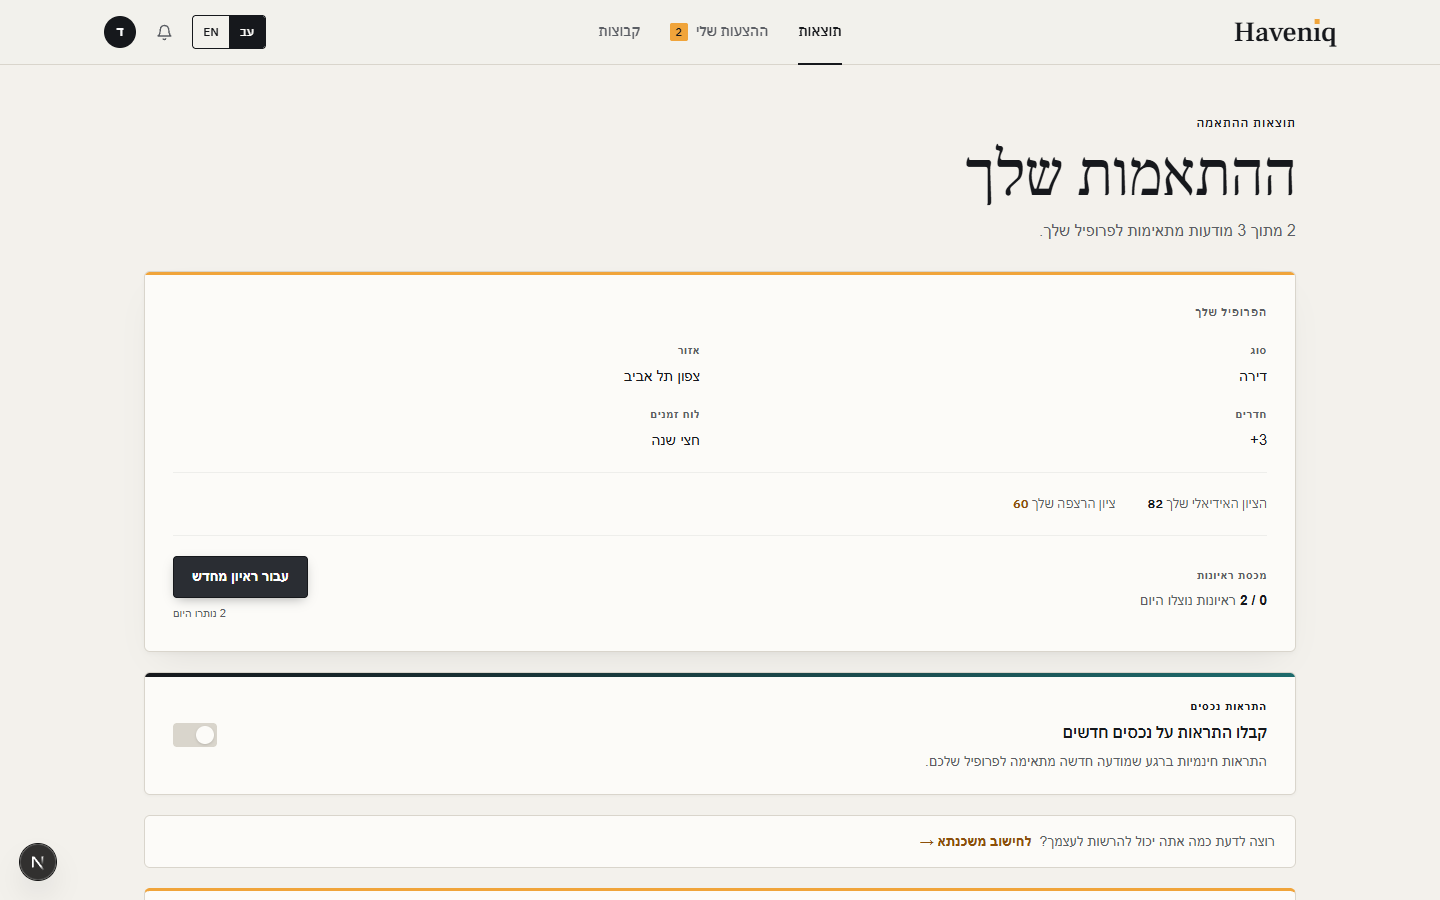 Haveniq
תוצאות
ההצעות שלי 2
קבוצות
עב EN
ד
תוצאות ההתאמה
ההתאמות שלך
2 מתוך 3 מודעות מתאימות לפרופיל שלך.
הפרופיל שלך
סוג
דירה
אזור
צפון תל אביב
חדרים
3+
לוח זמנים
חצי שנה
הציון האידיאלי שלך 82
ציון הרצפה שלך 60
מכסת ראיונות
0 / 2 ראיונות נוצלו היום
עבור ראיון מחדש
2 נותרו היום
התראות נכסים
קבלו התראות על נכסים חדשים
התראות חינמיות ברגע שמודעה חדשה מתאימה לפרופיל שלכם.
רוצה לדעת כמה אתה יכול להרשות לעצמך? לחישוב משכנתא →
N